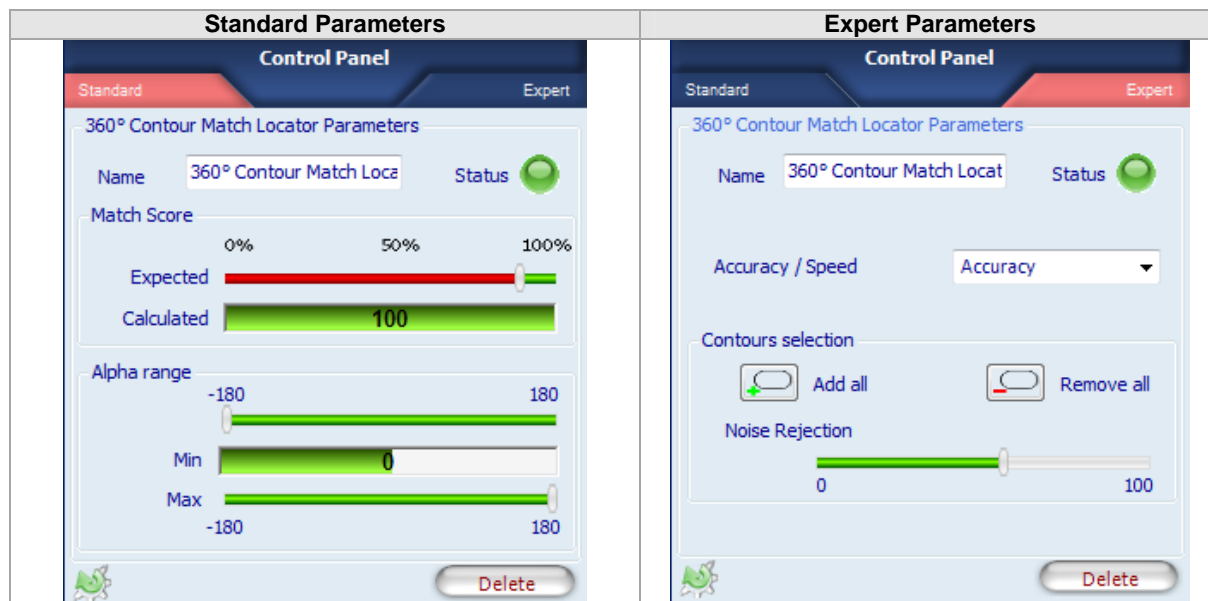 Standard Parameters
Control Panel
Standard
Expert
360° Contour Match Locator Parameters
Name
360° Contour Match Loca
Status
Match Score
0%
50%
100%
Expected
Calculated
100
Alpha range
-180
180
Min
0
Max
-180
180
Delete
Expert Parameters
Control Panel
Standard
Expert
360° Contour Match Locator Parameters
Name
360° Contour Match Locat
Status
Accuracy / Speed
Accuracy
Contours selection
Add all
Remove all
Noise Rejection
0
100
Delete